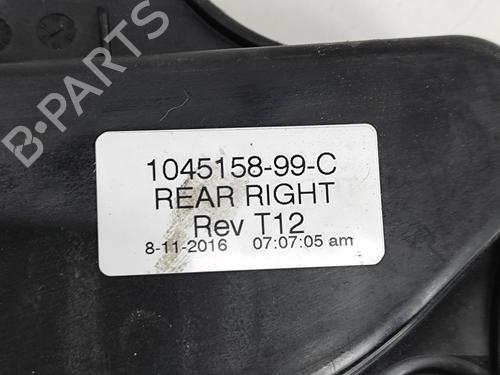 B-PARTS
1045158-99-C
REAR RIGHT
Rev T12
8-11-2016 07:07:05 am